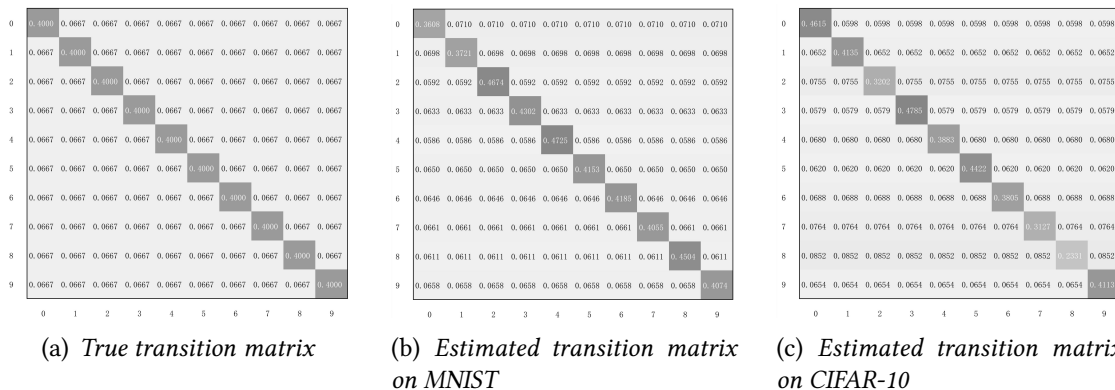 0 0.4000 0.0667 0.0667 0.0667 0.0667 0.0667 0.0667 0.0667 0.0667 0.0667
1 0.0667 0.4000 0.0667 0.0667 0.0667 0.0667 0.0667 0.0667 0.0667 0.0667
2 0.0667 0.0667 0.4000 0.0667 0.0667 0.0667 0.0667 0.0667 0.0667 0.0667
3 0.0667 0.0667 0.0667 0.4000 0.0667 0.0667 0.0667 0.0667 0.0667 0.0667
4 0.0667 0.0667 0.0667 0.0667 0.4000 0.0667 0.0667 0.0667 0.0667 0.0667
5 0.0667 0.0667 0.0667 0.0667 0.0667 0.4000 0.0667 0.0667 0.0667 0.0667
6 0.0667 0.0667 0.0667 0.0667 0.0667 0.0667 0.4000 0.0667 0.0667 0.0667
7 0.0667 0.0667 0.0667 0.0667 0.0667 0.0667 0.0667 0.4000 0.0667 0.0667
8 0.0667 0.0667 0.0667 0.0667 0.0667 0.0667 0.0667 0.0667 0.4000 0.0667
9 0.0667 0.0667 0.0667 0.0667 0.0667 0.0667 0.0667 0.0667 0.0667 0.4000
0 1 2 3 4 5 6 7 8 9
(a) True transition matrix
0 0.3609 0.0710 0.0710 0.0710 0.0710 0.0710 0.0710 0.0710 0.0710 0.0710
1 0.0698 0.3721 0.0698 0.0698 0.0698 0.0698 0.0698 0.0698 0.0698 0.0698
2 0.0592 0.0592 0.4674 0.0592 0.0592 0.0592 0.0592 0.0592 0.0592 0.0592
3 0.0633 0.0633 0.0633 0.4302 0.0633 0.0633 0.0633 0.0633 0.0633 0.0633
4 0.0586 0.0586 0.0586 0.0586 0.4725 0.0586 0.0586 0.0586 0.0586 0.0586
5 0.0650 0.0650 0.0650 0.0650 0.0650 0.4153 0.0650 0.0650 0.0650 0.0650
6 0.0646 0.0646 0.0646 0.0646 0.0646 0.0646 0.4185 0.0646 0.0646 0.0646
7 0.0661 0.0661 0.0661 0.0661 0.0661 0.0661 0.0661 0.4055 0.0661 0.0661
8 0.0611 0.0611 0.0611 0.0611 0.0611 0.0611 0.0611 0.0611 0.4504 0.0611
9 0.0658 0.0658 0.0658 0.0658 0.0658 0.0658 0.0658 0.0658 0.0658 0.4074
0 1 2 3 4 5 6 7 8 9
(b) Estimated transition matrix
on MNIST
0 0.4615 0.0598 0.0598 0.0598 0.0598 0.0598 0.0598 0.0598 0.0598 0.0598
1 0.0652 0.4135 0.0652 0.0652 0.0652 0.0652 0.0652 0.0652 0.0652 0.0652
2 0.0755 0.0755 0.3202 0.0755 0.0755 0.0755 0.0755 0.0755 0.0755 0.0755
3 0.0579 0.0579 0.0579 0.4785 0.0579 0.0579 0.0579 0.0579 0.0579 0.0579
4 0.0680 0.0680 0.0680 0.0680 0.3883 0.0680 0.0680 0.0680 0.0680 0.0680
5 0.0620 0.0620 0.0620 0.0620 0.0620 0.4422 0.0620 0.0620 0.0620 0.0620
6 0.0688 0.0688 0.0688 0.0688 0.0688 0.0688 0.3805 0.0688 0.0688 0.0688
7 0.0764 0.0764 0.0764 0.0764 0.0764 0.0764 0.0764 0.3127 0.0764 0.0764
8 0.0852 0.0852 0.0852 0.0852 0.0852 0.0852 0.0852 0.0852 0.2331 0.0852
9 0.0654 0.0654 0.0654 0.0654 0.0654 0.0654 0.0654 0.0654 0.0654 0.4113
0 1 2 3 4 5 6 7 8 9
(c) Estimated transition matrix
on CIFAR-10